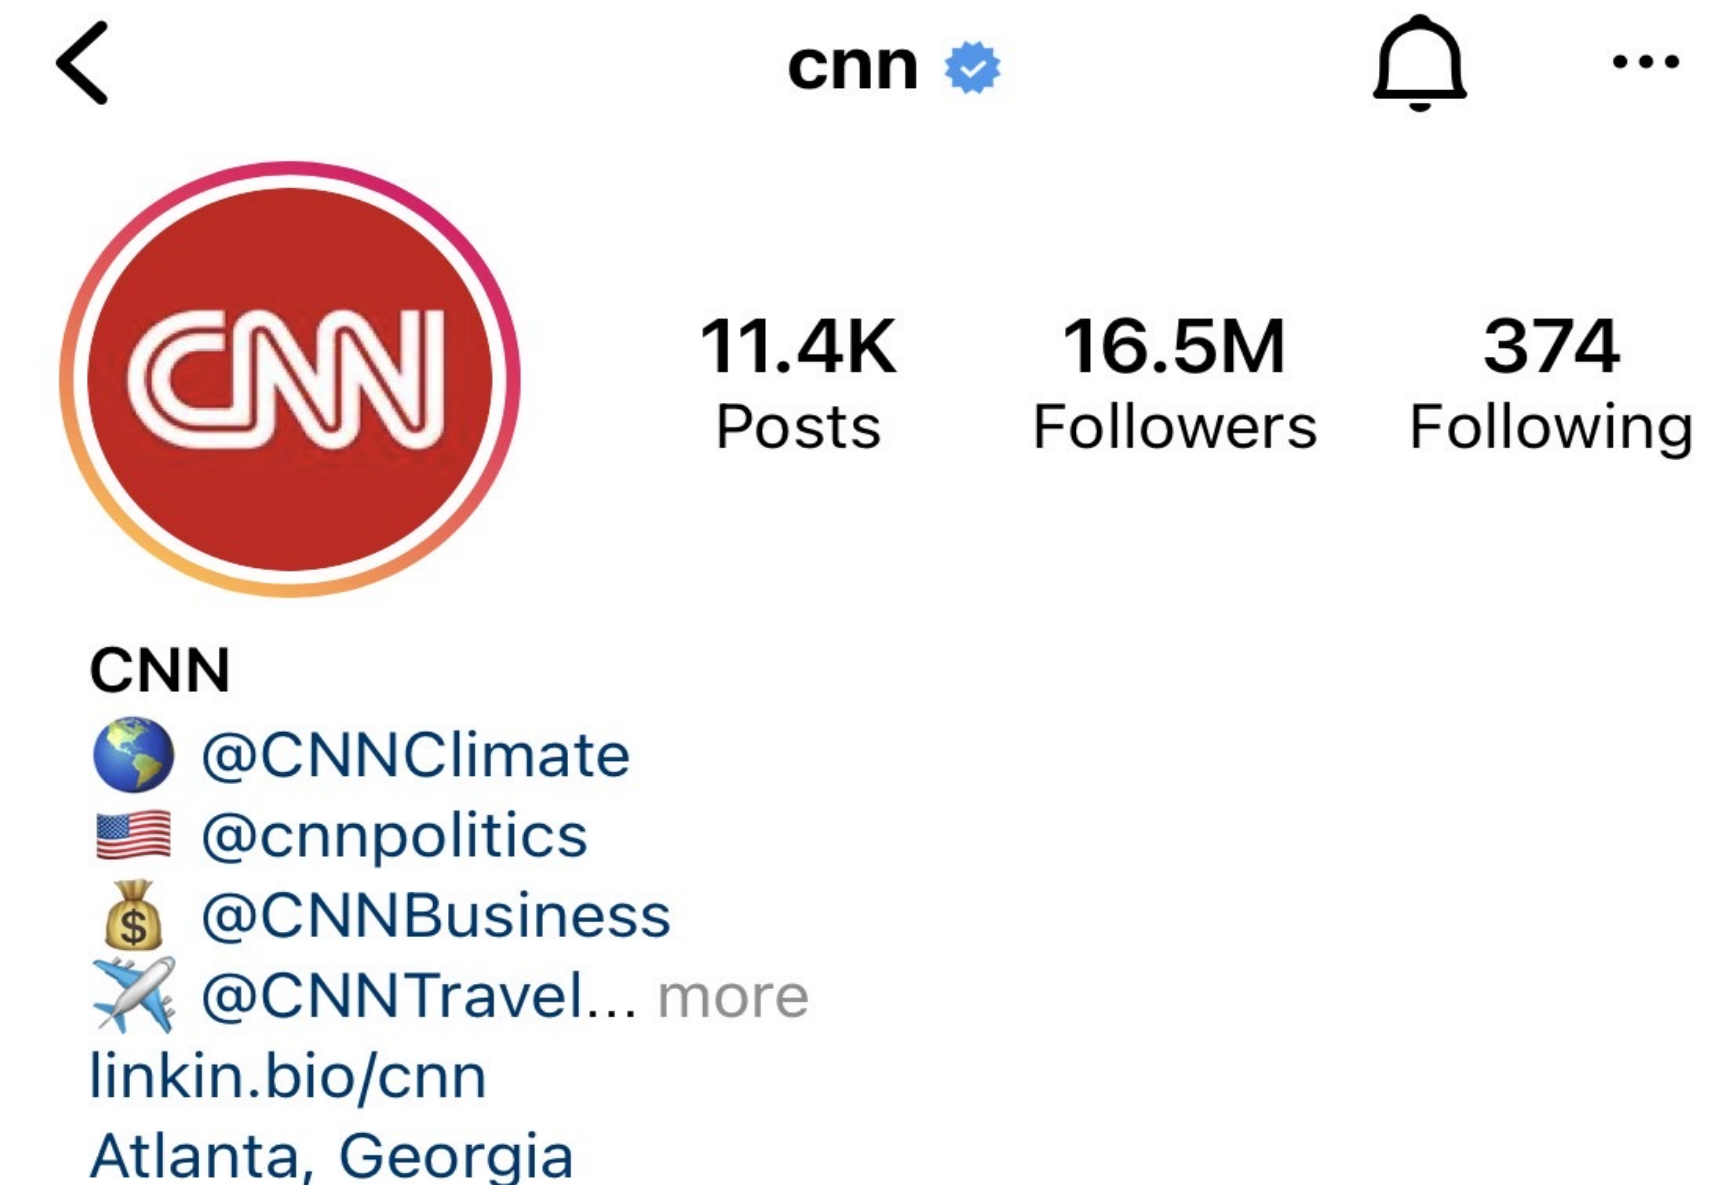 cnn
CNN
11.4K 16.5M 374
Posts Followers Following
CNN
@CNNClimate
@cnnpolitics
$ @CNNBusiness
@CNNTravel... more
linkin.bio/cnn
Atlanta, Georgia